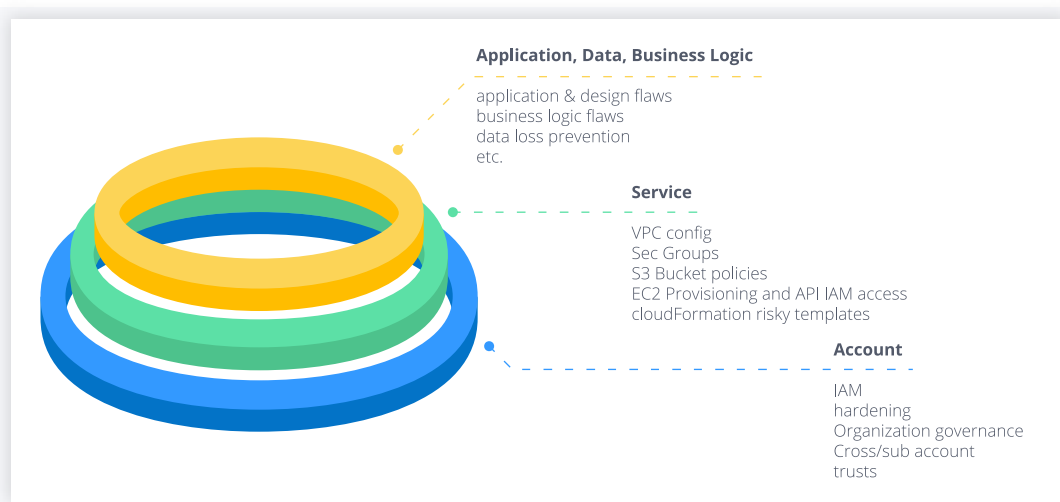 Application, Data, Business Logic
application & design flaws
business logic flaws
data loss prevention
etc.
Service
VPC config
Sec Groups
S3 Bucket policies
EC2 Provisioning and API IAM access
cloudFormation risky templates
Account
IAM
hardening
Organization governance
Cross/sub account
trusts